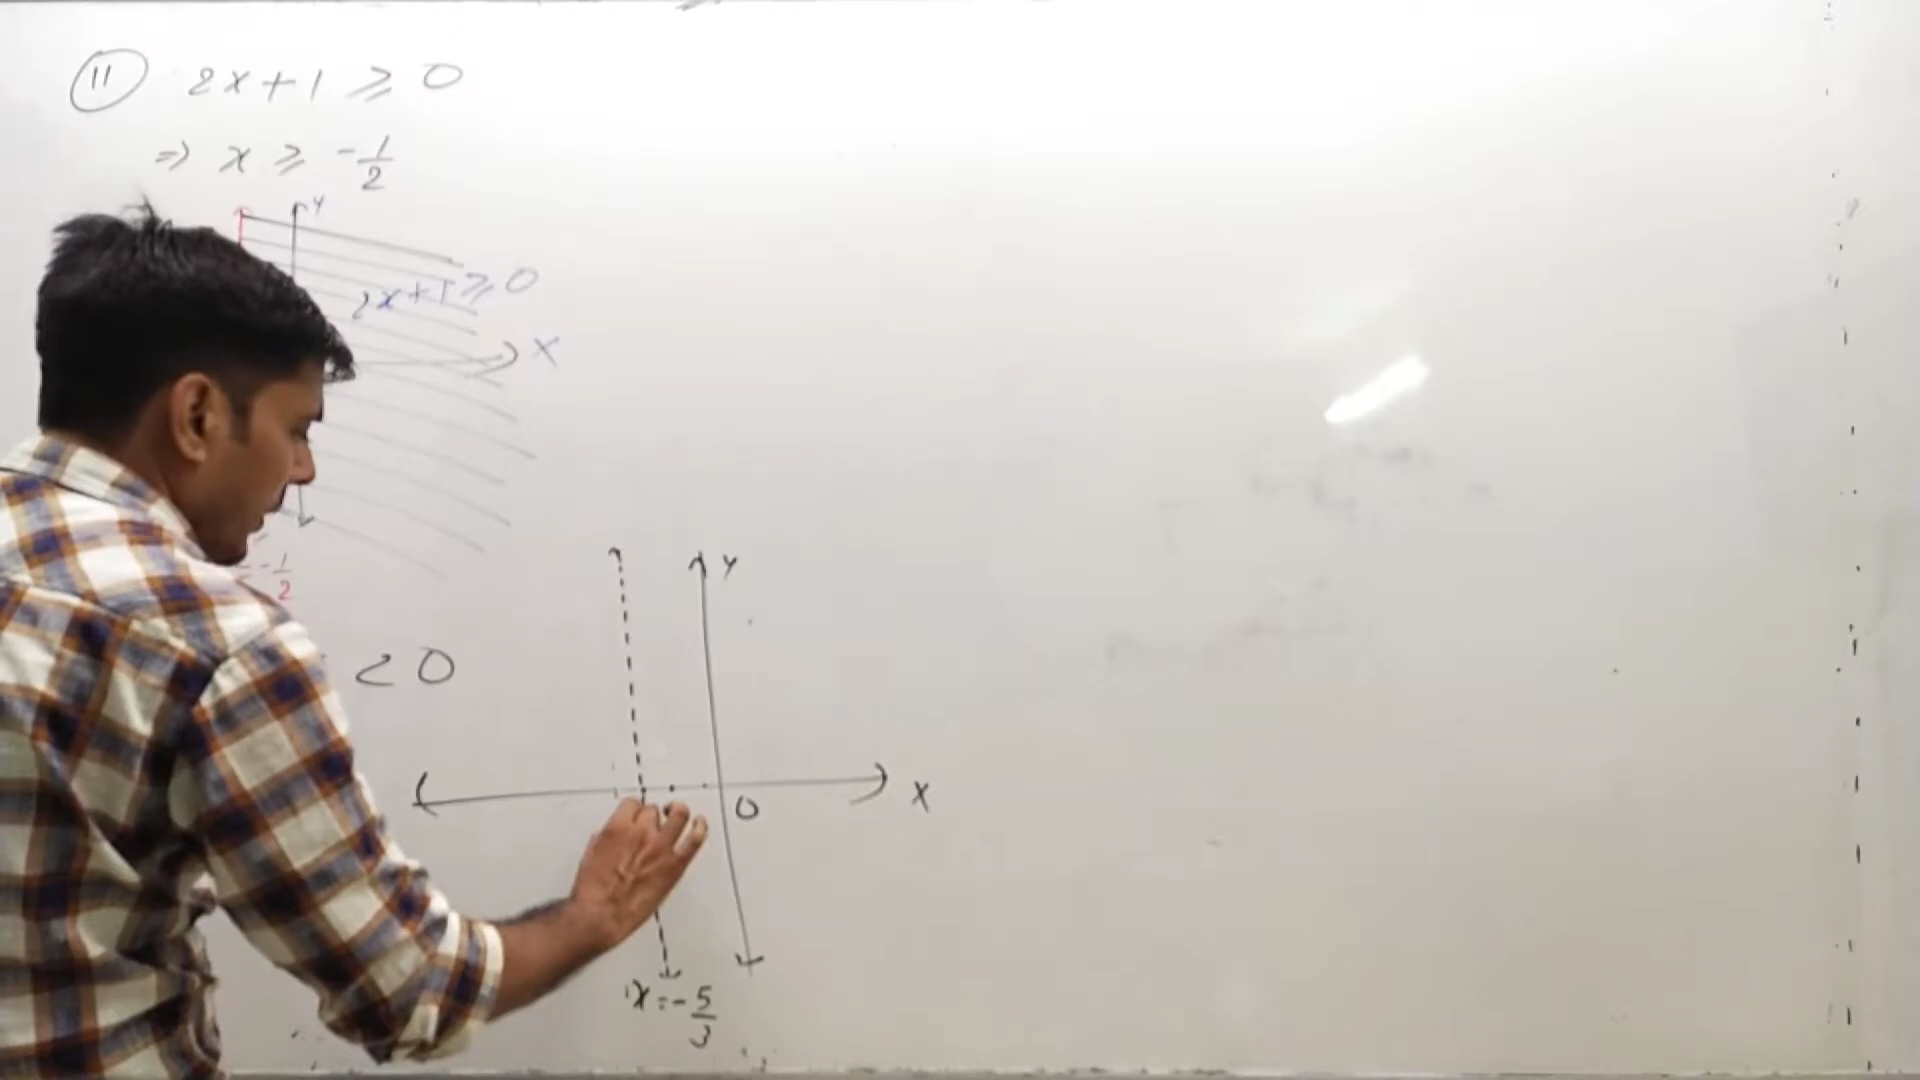 11 2x+1 ≥ 0
⇒ x ≥ -1/2
y
2x+1 ≥ 0
X
-1/2
< 0
y
0
X
x = -5/3